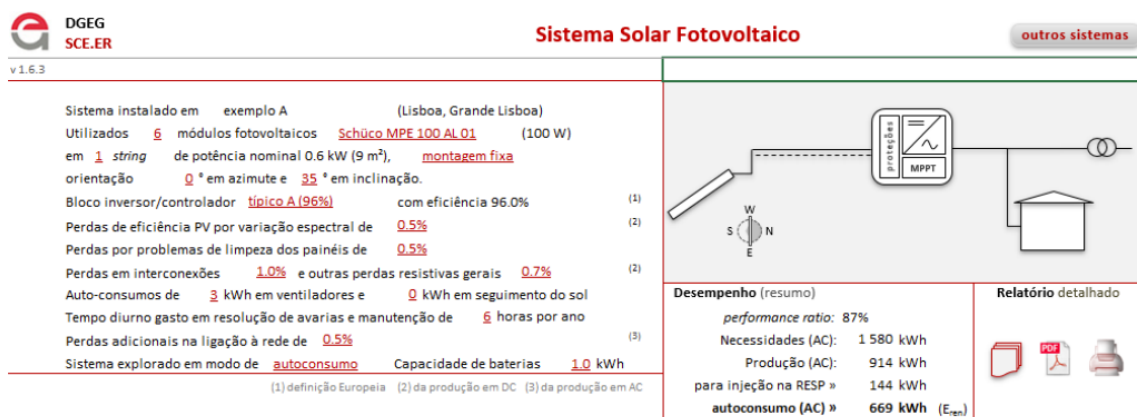 DGEG
SCE.ER
Sistema Solar Fotovoltaico
outros sistemas
v 1.6.3
Sistema instalado em exemplo A (Lisboa, Grande Lisboa)
Utilizados 6 módulos fotovoltaicos Schüco MPE 100 AL 01 (100 W)
em 1 string de potência nominal 0.6 kW (9 m²), montagem fixa
orientação 0 ° em azimute e 35 ° em inclinação.
Bloco inversor/controlador típico A (96%) com eficiência 96.0% (1)
Perdas de eficiência PV por variação espectral de 0.5% (2)
Perdas por problemas de limpeza dos painéis de 0.5%
Perdas em interconexões 1.0% e outras perdas resistivas gerais 0.7% (2)
Auto-consumos de 3 kWh em ventiladores e 0 kWh em seguimento do sol
Tempo diurno gasto em resolução de avarias e manutenção de 6 horas por ano
Perdas adicionais na ligação à rede de 0.5% (3)
Sistema explorado em modo de autoconsumo Capacidade de baterias 1.0 kWh
(1) definição Europeia (2) da produção em DC (3) da produção em AC
proteções
MPPT
W
S N
E
Desempenho (resumo)
performance ratio: 87%
Necessidades (AC): 1 580 kWh
Produção (AC): 914 kWh
para injeção na RESP » 144 kWh
autoconsumo (AC) » 669 kWh (Eren)
Relatório detalhado
PDF